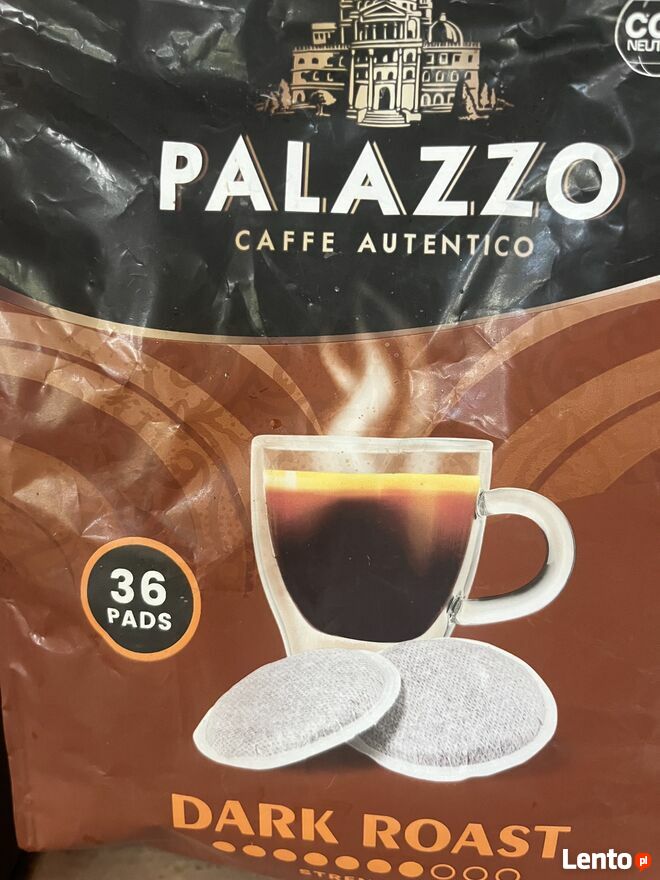 PALAZZO
CAFFE AUTENTICO
36
PADS
DARK ROAST
Lento pl